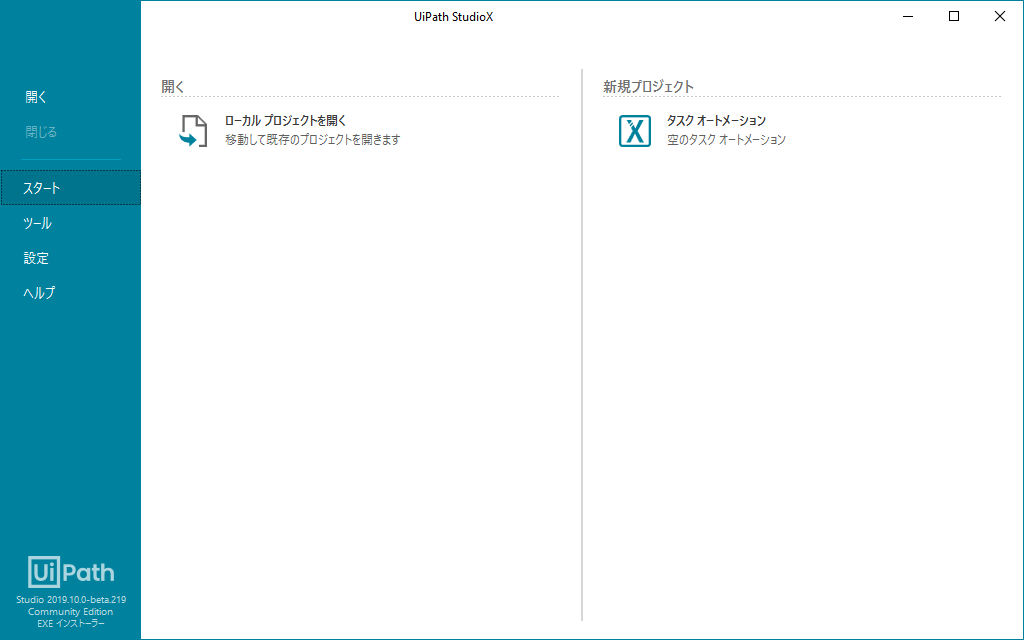 UiPath StudioX
開く
閉じる
スタート
ツール
設定
ヘルプ
開く
ローカル プロジェクトを開く
移動して既存のプロジェクトを開きます
新規プロジェクト
タスク オートメーション
空のタスク オートメーション
UiPath
Studio 2019.10.0-beta.219
Community Edition
EXE インストーラー